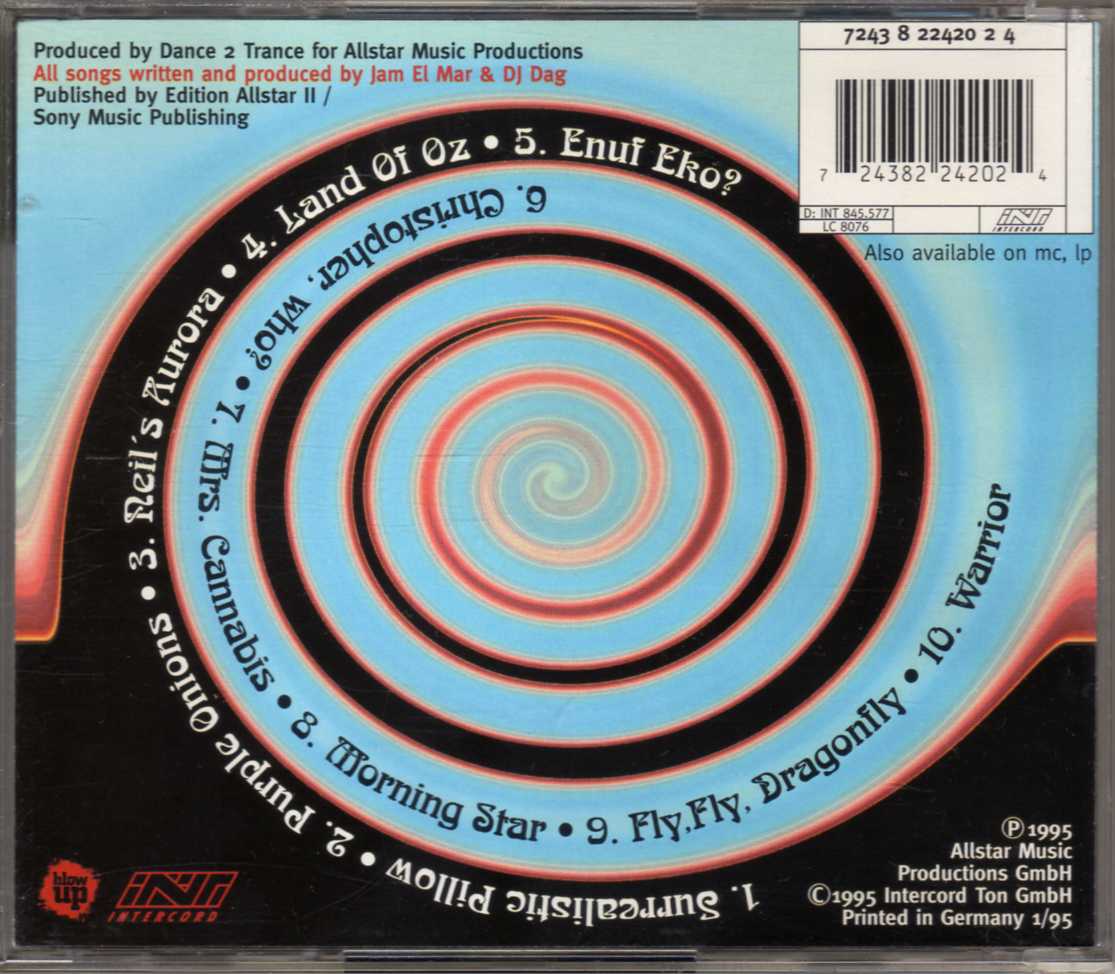 Produced by Dance 2 Trance for Allstar Music Productions
All songs written and produced by Jam El Mar & DJ Dag
Published by Edition Allstar II /
Sony Music Publishing
7243 8 22420 2 4
7 24382 24202 4
D: INT 845.577
LC 8076
INT
INTERCORD
Also available on mc, lp
1. Surrealistic Pillow • 2. Purple Onions • 3. Neil´s Aurora • 4. Land Of Oz • 5. Enuf Eko?
6. Christopher, who? • 7. Mrs. Cannabis • 8. Morning Star • 9. Fly,Fly, Dragonfly • 10. Warrior
blow
up
INT
INTERCORD
Ⓟ 1995
Allstar Music
Productions GmbH
©1995 Intercord Ton GmbH
Printed in Germany 1/95